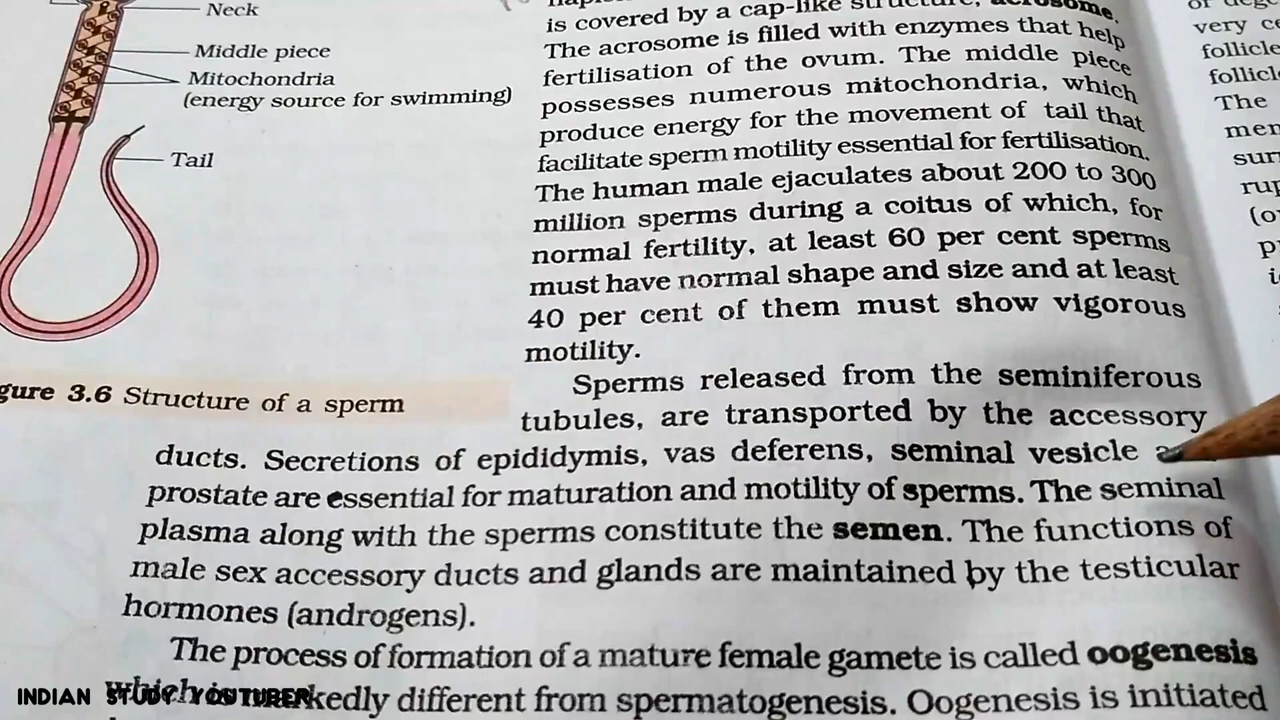 Neck
Middle piece
Mitochondria
(energy source for swimming)
Tail
gure 3.6 Structure of a sperm
is covered by a cap-like structure, acrosome.
The acrosome is filled with enzymes that help
fertilisation of the ovum. The middle piece
possesses numerous mitochondria, which
produce energy for the movement of tail that
facilitate sperm motility essential for fertilisation.
The human male ejaculates about 200 to 300
million sperms during a coitus of which, for
normal fertility, at least 60 per cent sperms
must have normal shape and size and at least
40 per cent of them must show vigorous
motility.
Sperms released from the seminiferous
tubules, are transported by the accessory
ducts. Secretions of epididymis, vas deferens, seminal vesicle
prostate are essential for maturation and motility of sperms. The seminal
plasma along with the sperms constitute the semen. The functions of
male sex accessory ducts and glands are maintained by the testicular
hormones (androgens).
The process of formation of a mature female gamete is called oogenesis
which is markedly different from spermatogenesis. Oogenesis is initiated
INDIAN STUDY YOUTUBER
very
follicle
The